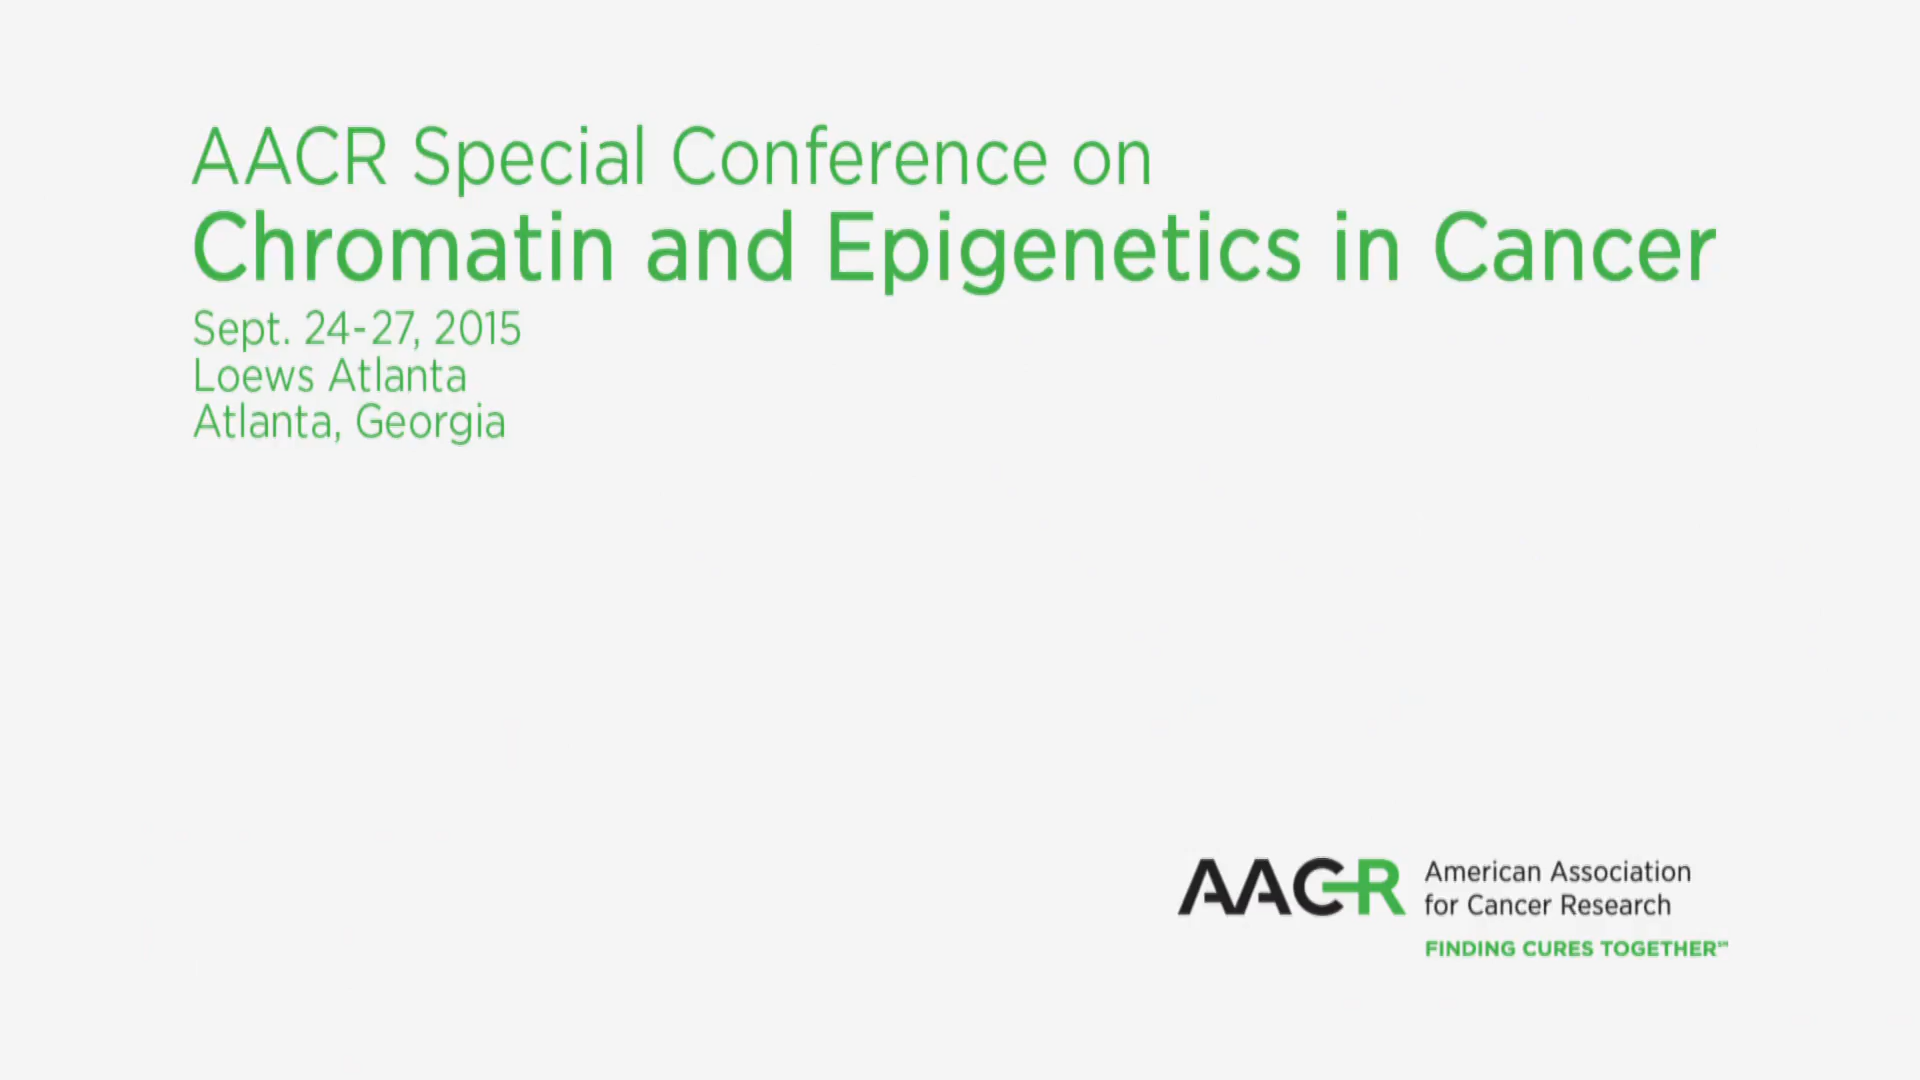 AACR Special Conference on
Chromatin and Epigenetics in Cancer
Sept. 24-27, 2015
Loews Atlanta
Atlanta, Georgia
AACR American Association
for Cancer Research
FINDING CURES TOGETHER℠